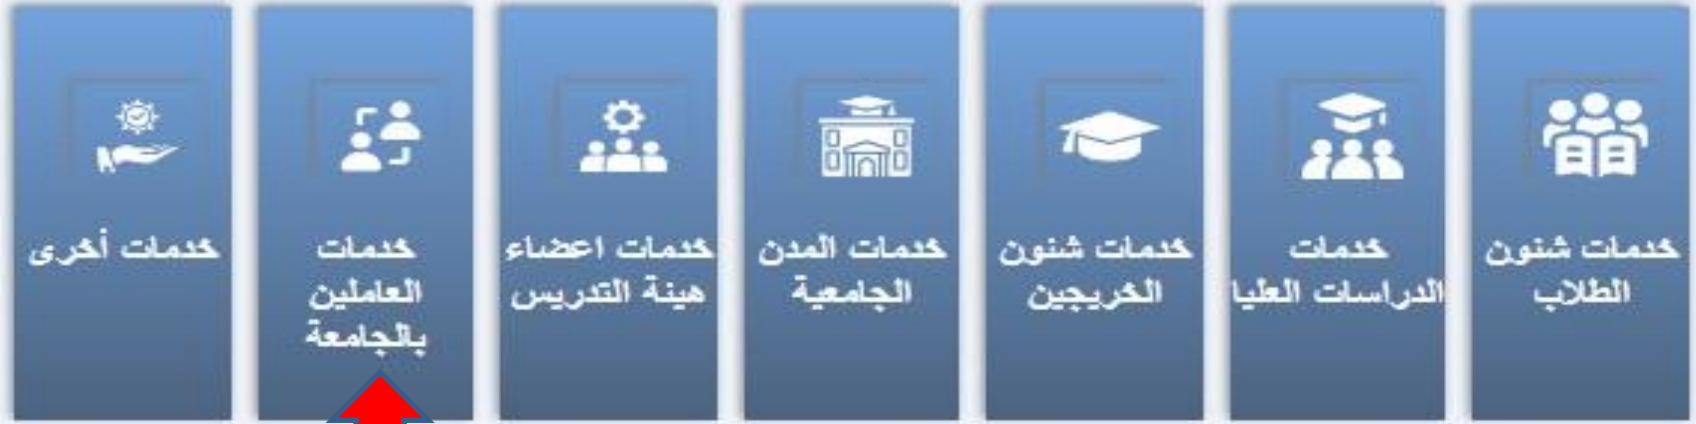 خدمات شئون
الطلاب
خدمات
الدراسات العليا
خدمات شئون
الخريجين
خدمات المدن
الجامعية
خدمات اعضاء
هيئة التدريس
خدمات
العاملين
بالجامعة
خدمات أخرى